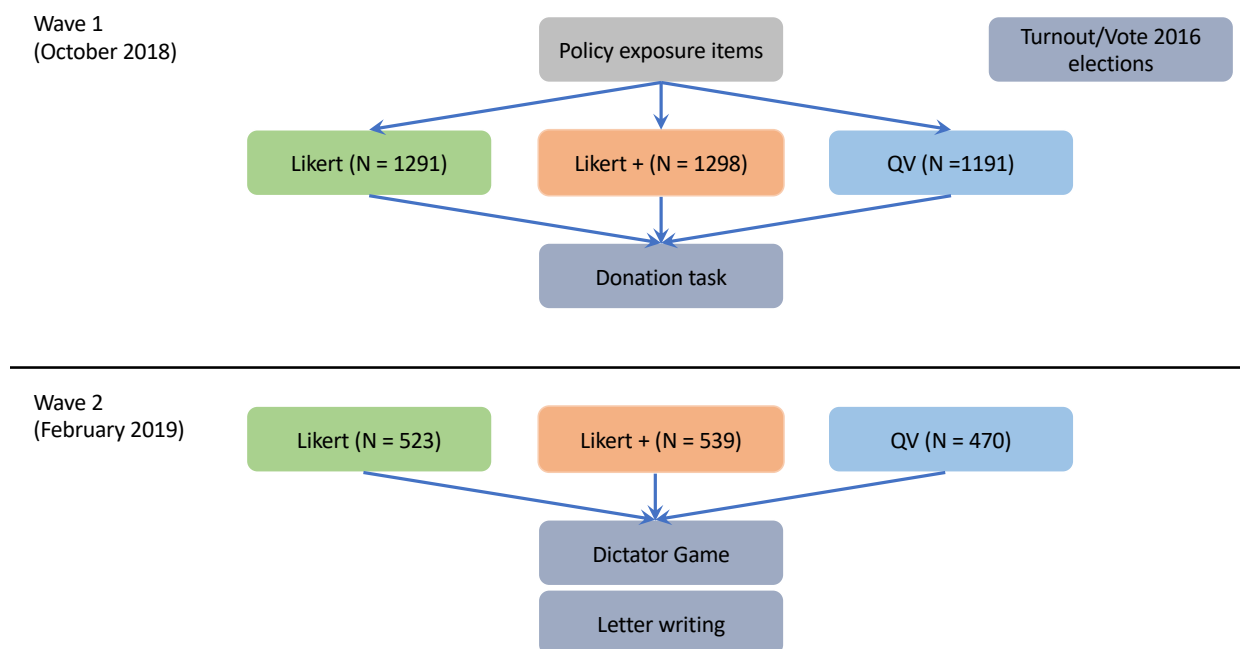 Wave 1
(October 2018)
Policy exposure items
Turnout/Vote 2016
elections
Likert (N = 1291)
Likert + (N = 1298)
QV (N =1191)
Donation task
Wave 2
(February 2019)
Likert (N = 523)
Likert + (N = 539)
QV (N = 470)
Dictator Game
Letter writing